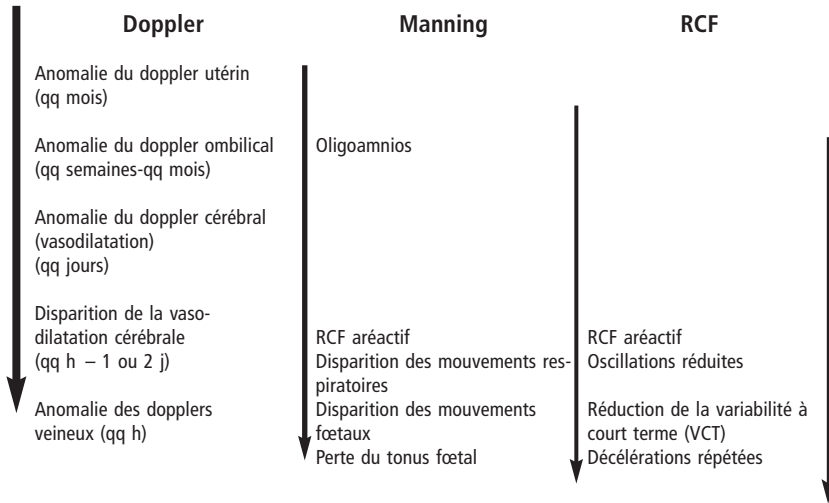 Doppler
Anomalie du doppler utérin
(qq mois)
Anomalie du doppler ombilical
(qq semaines-qq mois)
Anomalie du doppler cérébral
(vasodilatation)
(qq jours)
Disparition de la vaso-
dilatation cérébrale
(qq h – 1 ou 2 j)
Anomalie des dopplers
veineux (qq h)
Manning
Oligoamnios
RCF aréactif
Disparition des mouvements res-
piratoires
Disparition des mouvements
fœtaux
Perte du tonus fœtal
RCF
RCF aréactif
Oscillations réduites
Réduction de la variabilité à
court terme (VCT)
Décélérations répétées